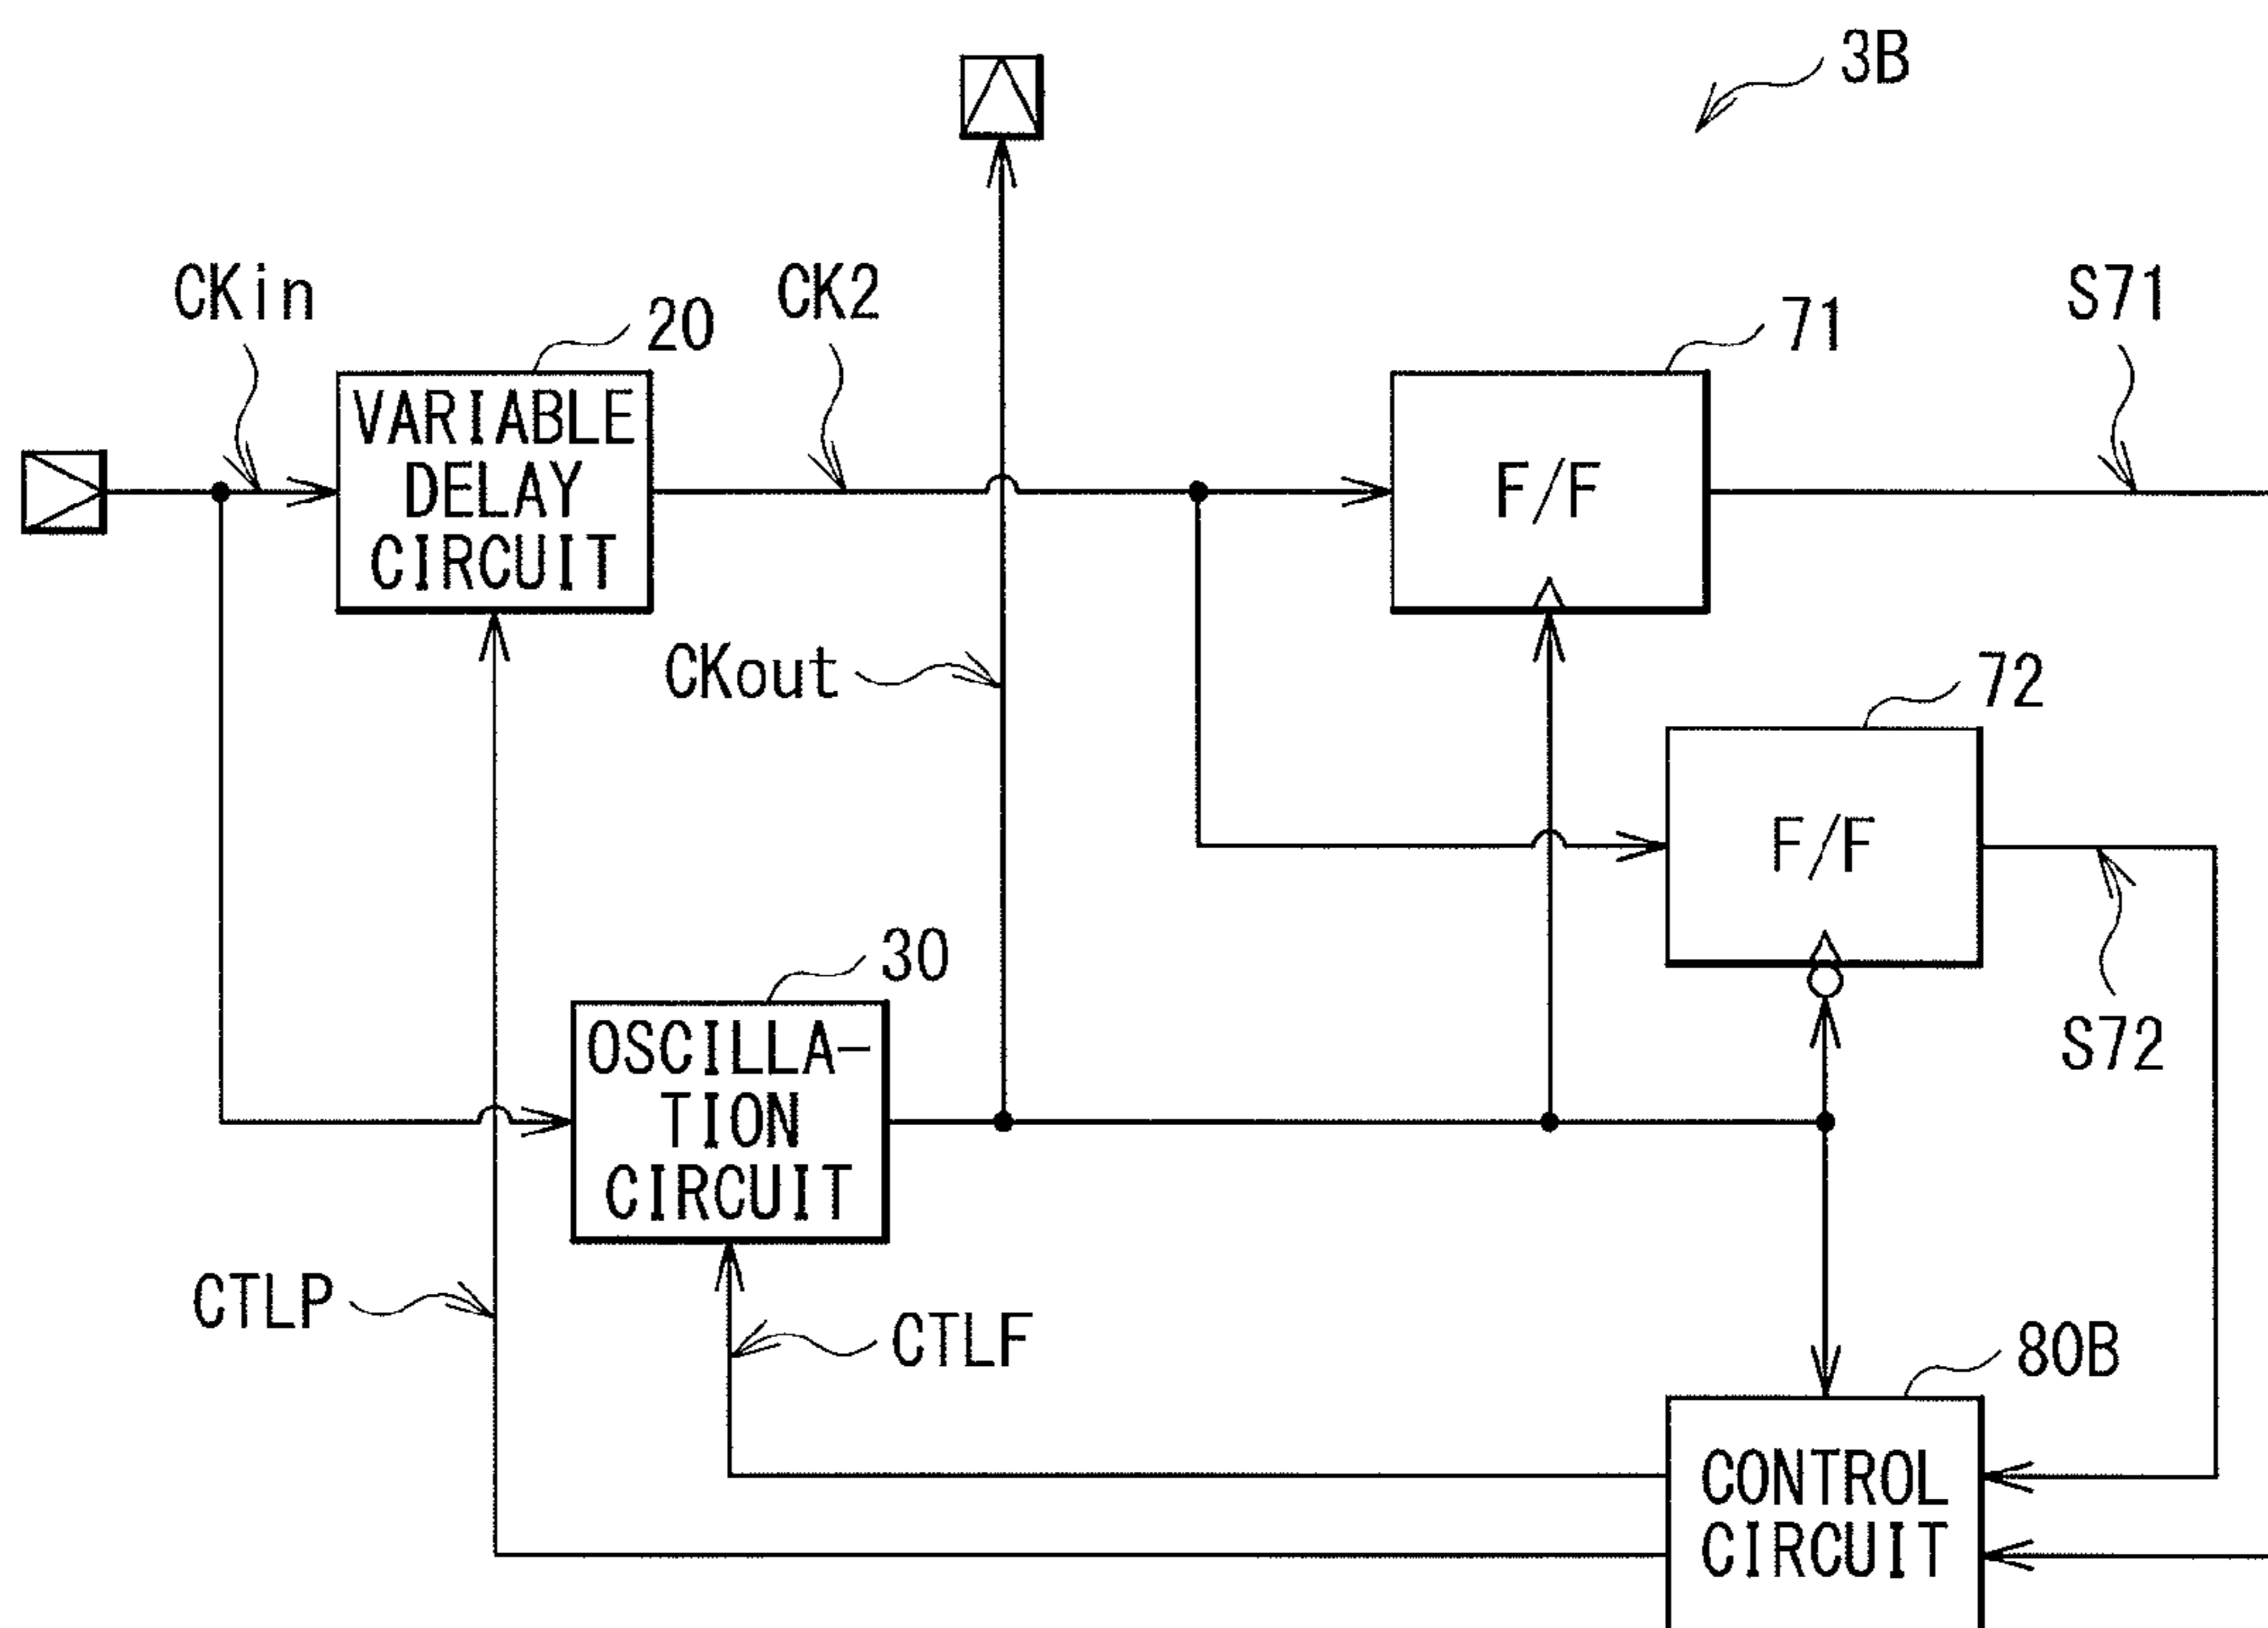 3B
CKin
20
CK2
71
S71
VARIABLE
DELAY
CIRCUIT
F/F
CKout
72
F/F
30
S72
OSCILLA-
TION
CIRCUIT
CTLP
CTLF
80B
CONTROL
CIRCUIT